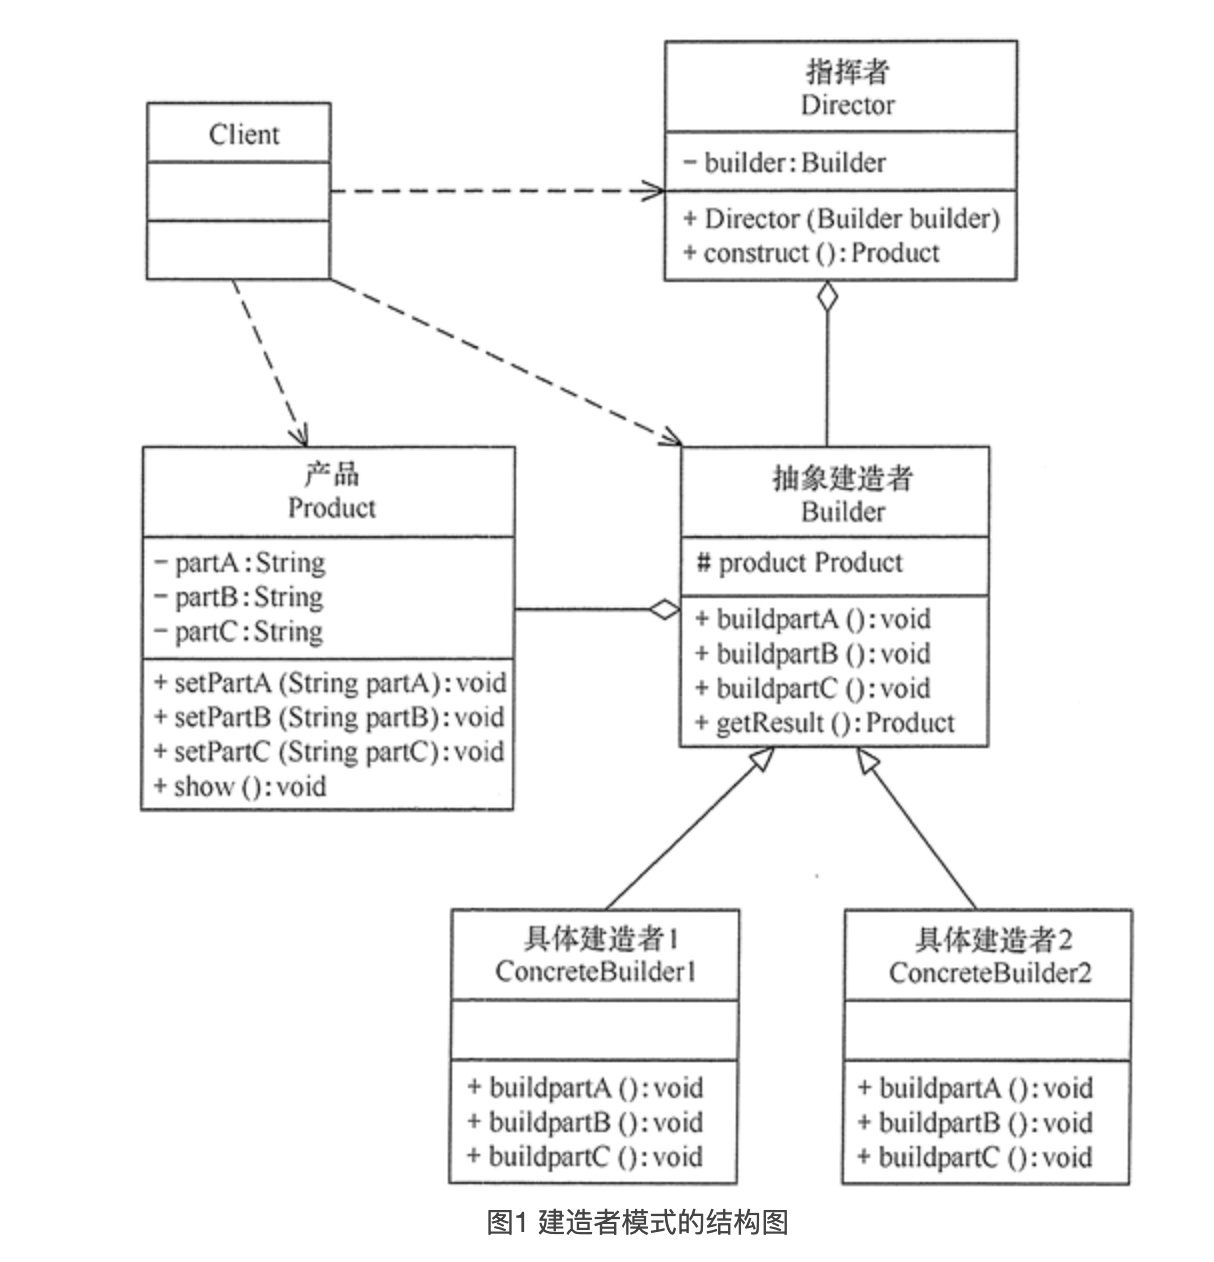 Client
指挥者
Director
- builder:Builder
+ Director (Builder builder)
+ construct ():Product
产品
Product
- partA:String
- partB:String
- partC:String
+ setPartA (String partA):void
+ setPartB (String partB):void
+ setPartC (String partC):void
+ show ():void
抽象建造者
Builder
# product Product
+ buildpartA ():void
+ buildpartB ():void
+ buildpartC ():void
+ getResult ():Product
具体建造者1
ConcreteBuilder1
+ buildpartA ():void
+ buildpartB ():void
+ buildpartC ():void
具体建造者2
ConcreteBuilder2
+ buildpartA ():void
+ buildpartB ():void
+ buildpartC ():void
图1 建造者模式的结构图